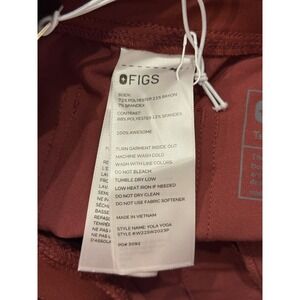 FIGS
BODY:
72% POLYESTER 21% RAYON
7% SPANDEX
CONTRAST:
88% POLYESTER 12% SPANDEX
100% AWESOME
TURN GARMENT INSIDE OUT
MACHINE WASH COLD
WASH WITH LIKE COLORS
DO NOT BLEACH
TUMBLE DRY LOW
LOW HEAT IRON IF NEEDED
DO NOT DRY CLEAN
DO NOT USE FABRIC SOFTENER
MADE IN VIETNAM
STYLE NAME: YOLA YOGA
PO# 3093